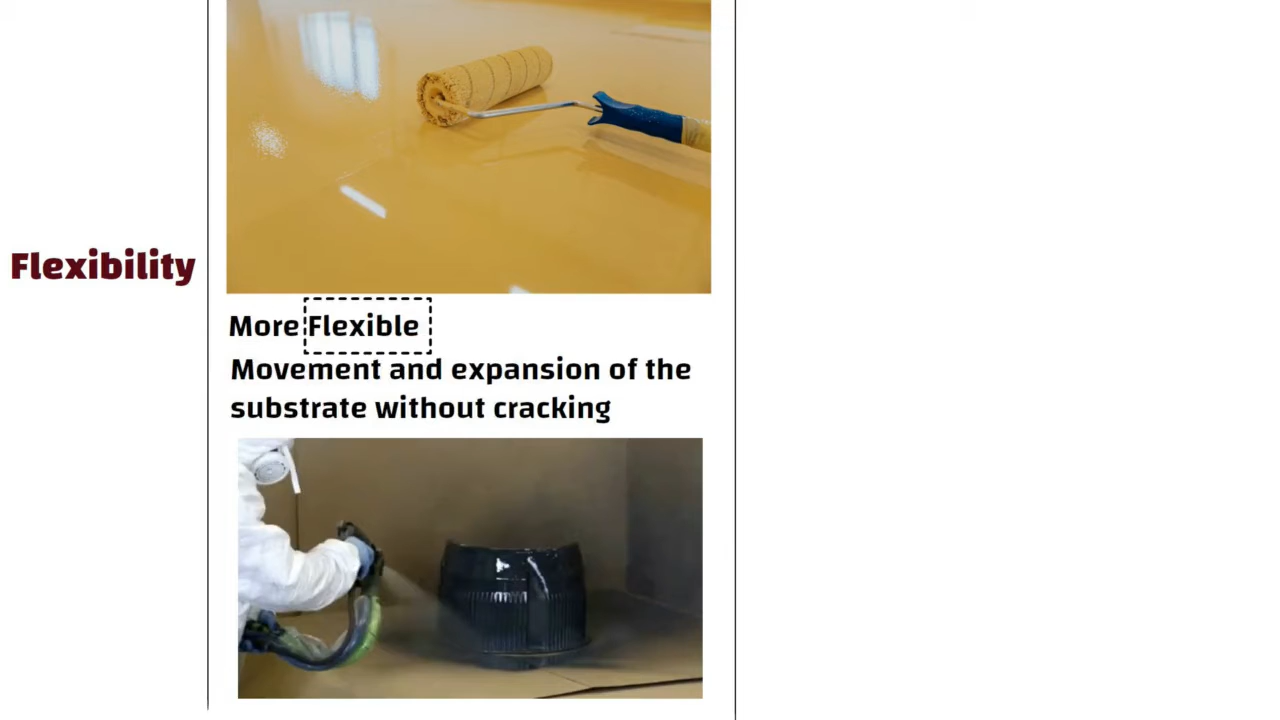 Flexibility
More Flexible
Movement and expansion of the
substrate without cracking